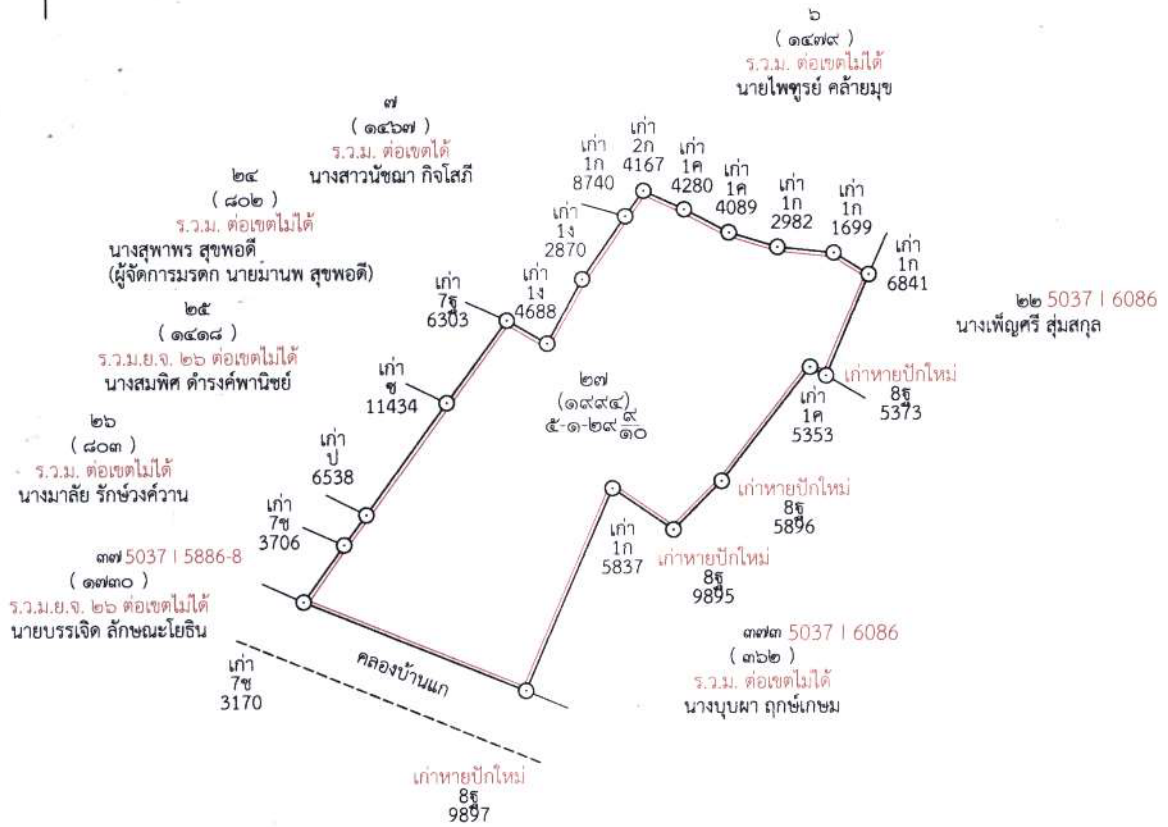 ๖
( ๑๔๗๙ )
ร.ว.ม. ต่อเขตไม่ได้
นายไพฑูรย์ คล้ายมุข
๗
( ๑๔๖๗ )
ร.ว.ม. ต่อเขตได้
นางสาวนัชฌา กิจโสภี
๒๔
( ๘๐๒ )
ร.ว.ม. ต่อเขตไม่ได้
นางสุพาพร สุขพอดี
(ผู้จัดการมรดก นายมานพ สุขพอดี)
๒๕
( ๑๔๑๘ )
ร.ว.ม.ย.จ. ๒๖ ต่อเขตไม่ได้
นางสมพิศ ดำรงค์พานิชย์
๒๖
( ๘๐๓ )
ร.ว.ม. ต่อเขตไม่ได้
นางมาลัย รักษ์วงค์วาน
๓๗ 5037 I 5886-8
( ๑๗๓๐ )
ร.ว.ม.ย.จ. ๒๖ ต่อเขตไม่ได้
นายบรรเจิด ลักษณะโยธิน
เก่า
7ช
3170
เก่า
7ช
3706
เก่า
ป
6538
เก่า
ซ
11434
เก่า
7ฐ
6303
เก่า
1ง
4688
เก่า
1ง
2870
เก่า
1ก
8740
เก่า
2ก
4167
เก่า
1ค
4280
เก่า
1ค
4089
เก่า
1ก
2982
เก่า
1ก
1699
เก่า
1ก
6841
๒๒ 5037 I 6086
นางเพ็ญศรี สุ่มสกุล
เก่าหายปักใหม่
8ฐ
5373
เก่า
1ค
5353
๒๗
(๑๙๙๔)
๕-๑-๒๙ ๙/๑๐
เก่าหายปักใหม่
8ฐ
5896
เก่าหายปักใหม่
8ฐ
9895
เก่า
1ก
5837
๓๗๓ 5037 I 6086
( ๓๖๒ )
ร.ว.ม. ต่อเขตไม่ได้
นางบุบผา ฤกษ์เกษม
คลองบ้านแก
เก่าหายปักใหม่
8ฐ
9897